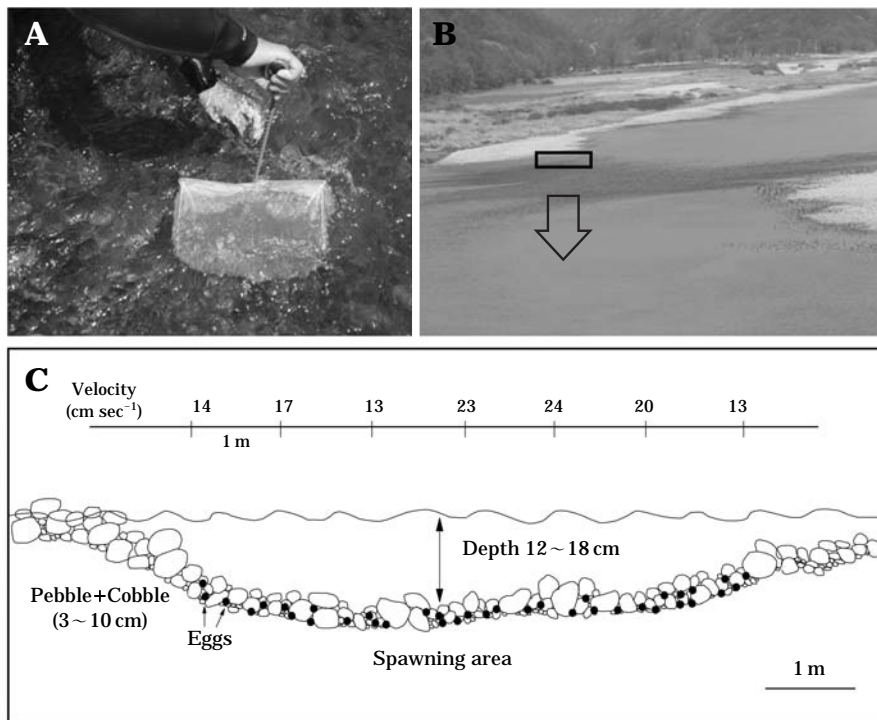 A
B
C
Velocity
(cm sec⁻¹)
14 17 13 23 24 20 13
1 m
Depth 12~18 cm
Pebble+Cobble
(3~10 cm)
Eggs
Spawning area
1 m